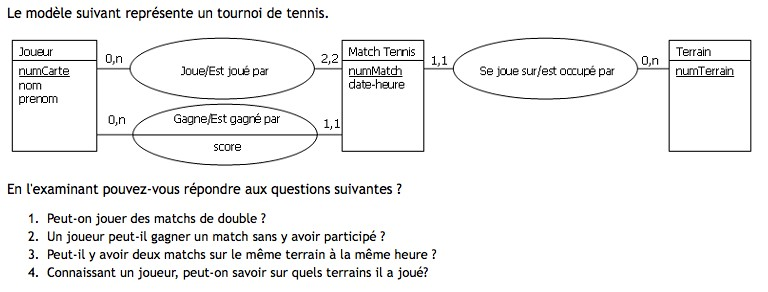 Le modèle suivant représente un tournoi de tennis.
Joueur
numCarte
nom
prenom
0,n
Joue/Est joué par
2,2
Match Tennis
numMatch
date-heure
1,1
Se joue sur/est occupé par
0,n
Terrain
numTerrain
0,n
Gagne/Est gagné par
score
1,1
En l'examinant pouvez-vous répondre aux questions suivantes ?
1. Peut-on jouer des matchs de double ?
2. Un joueur peut-il gagner un match sans y avoir participé ?
3. Peut-il y avoir deux matchs sur le même terrain à la même heure ?
4. Connaissant un joueur, peut-on savoir sur quels terrains il a joué?